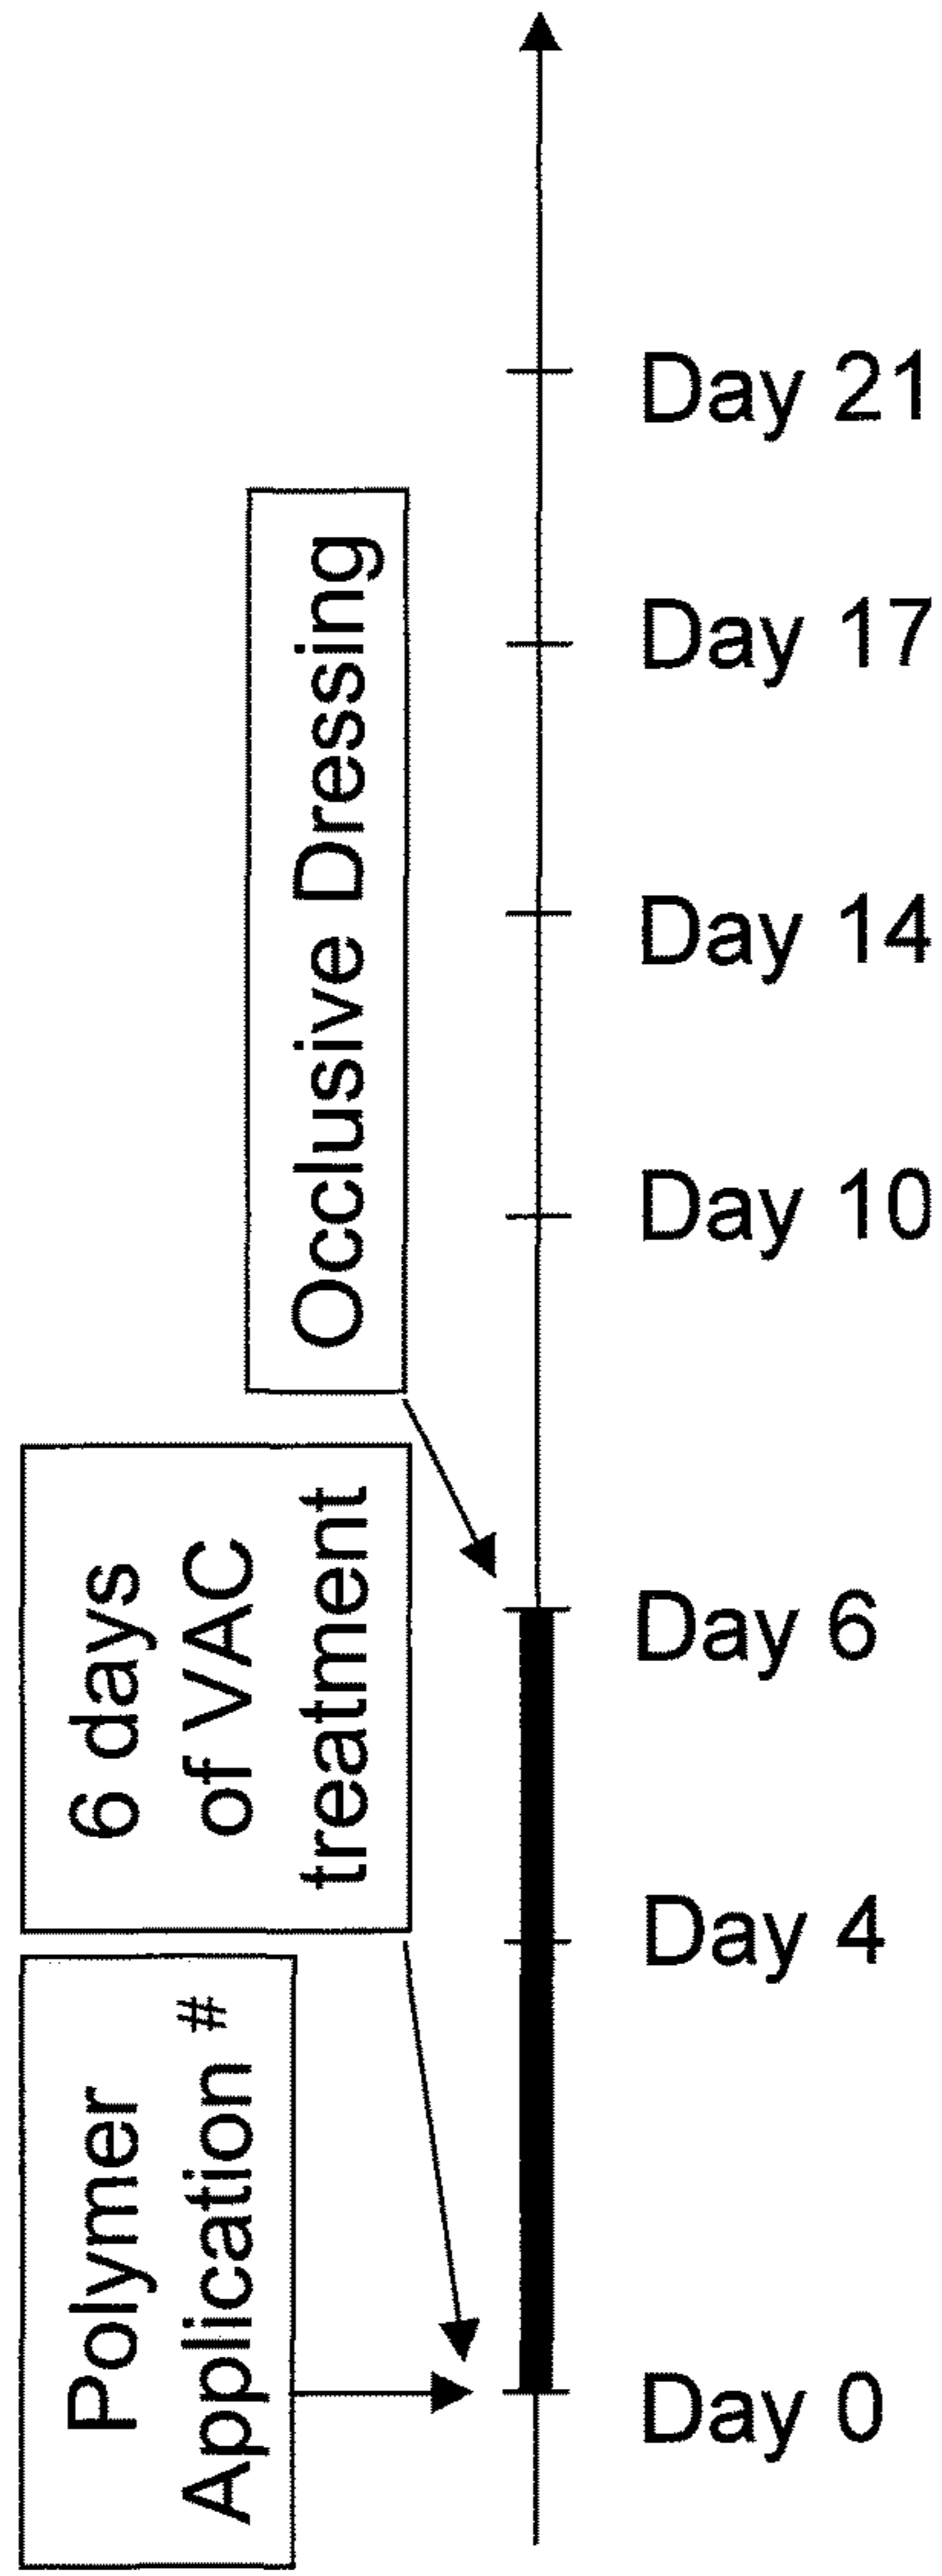 Polymer
Application #
6 days
of VAC
treatment
Occlusive Dressing
Day 0
Day 4
Day 6
Day 10
Day 14
Day 17
Day 21